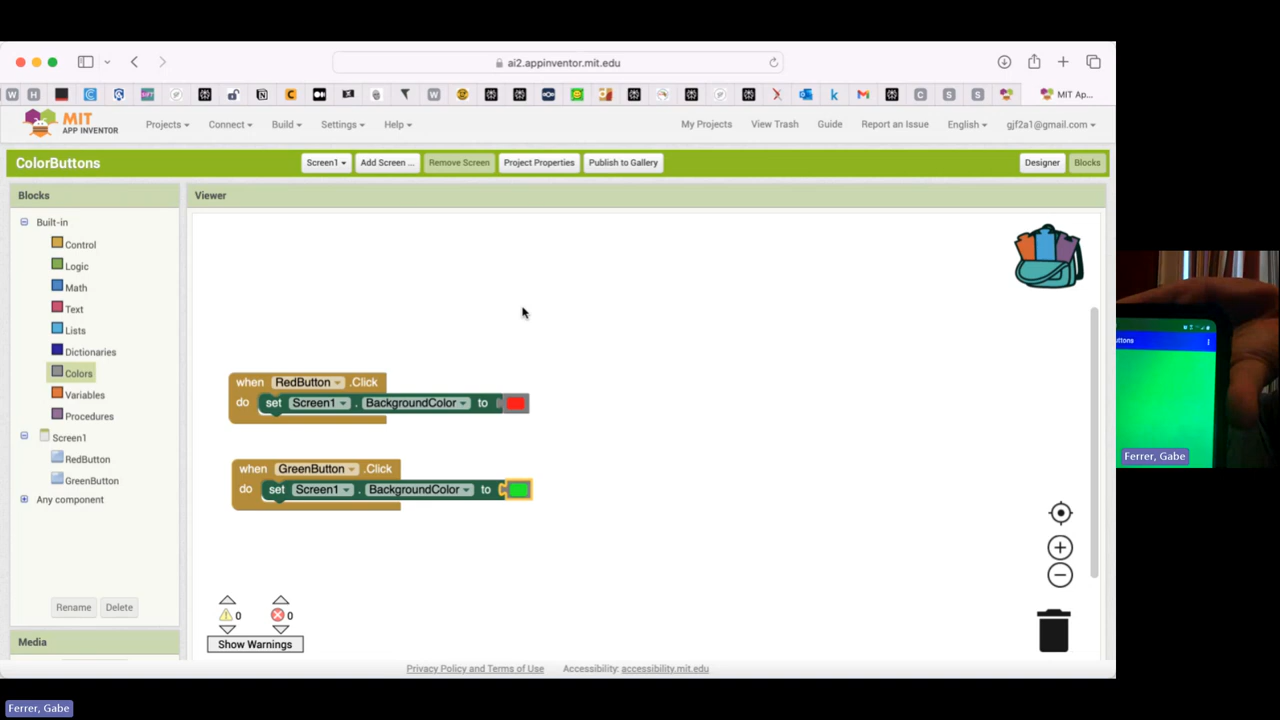 ai2.appinventor.mit.edu
MIT Ap...
MIT
APP INVENTOR
Projects
Connect
Build
Settings
Help
My Projects
View Trash
Guide
Report an Issue
English
gjf2a1@gmail.com
ColorButtons
Screen1
Add Screen ...
Remove Screen
Project Properties
Publish to Gallery
Designer
Blocks
Blocks
Viewer
Built-in
Control
Logic
Math
Text
Lists
Dictionaries
Colors
Variables
Procedures
Screen1
RedButton
GreenButton
Any component
Rename
Delete
Media
when RedButton .Click
do set Screen1 . BackgroundColor to
when GreenButton .Click
do set Screen1 . BackgroundColor to
0
0
Show Warnings
Privacy Policy and Terms of Use
Accessibility: accessibility.mit.edu
uttons
Ferrer, Gabe
Ferrer, Gabe